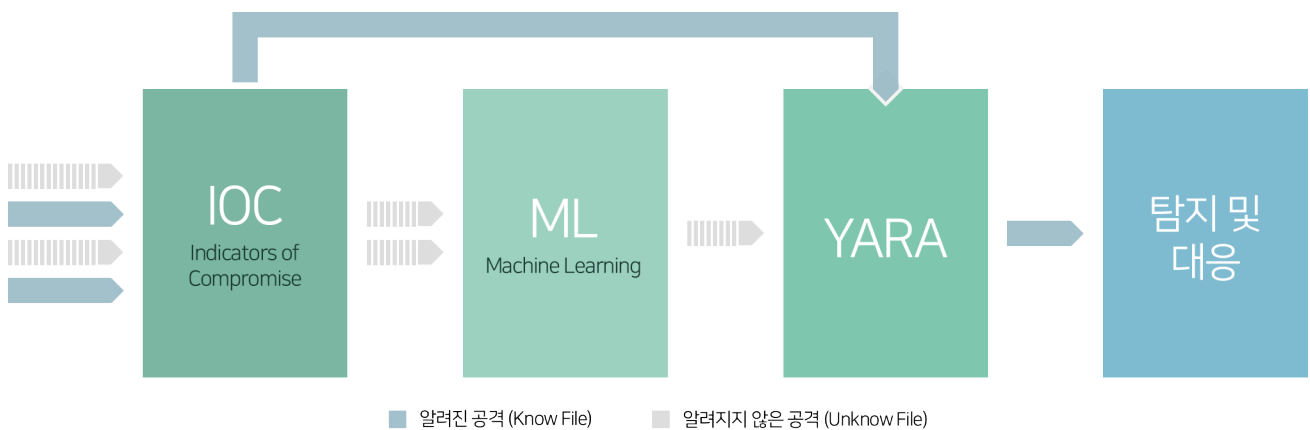 IOC
Indicators of
Compromise
ML
Machine Learning
YARA
탐지 및
대응
알려진 공격 (Know File)
알려지지 않은 공격 (Unknow File)